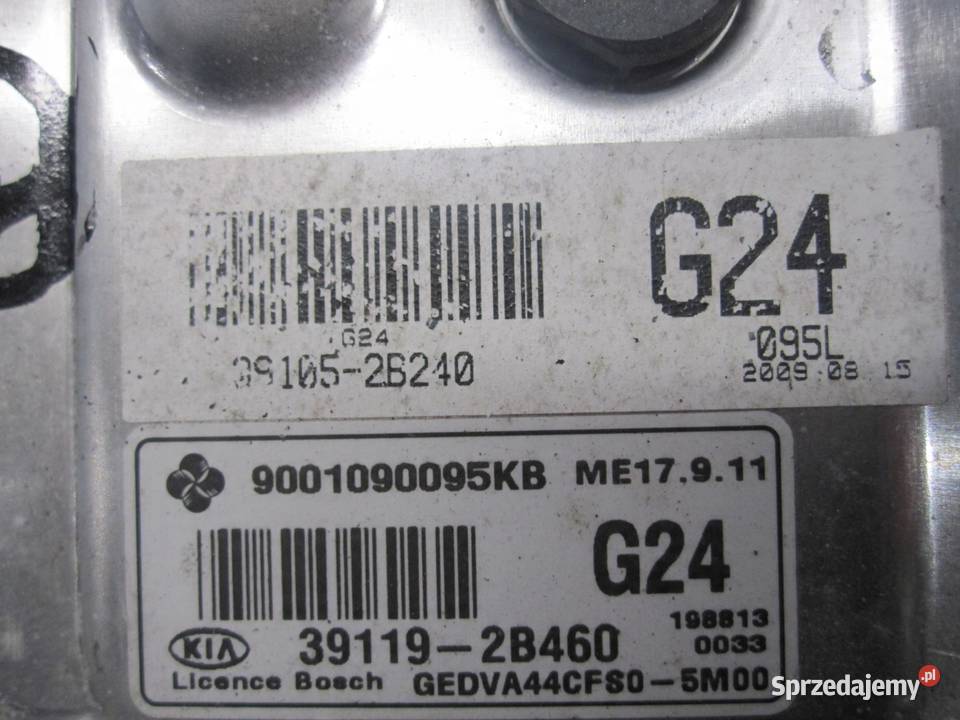 G24
G24
39105-2B240
095L
2009.08.15
9001090095KB ME17.9.11
G24
198813
KIA 39119-2B460 0033
Licence Bosch GEDVA44CFS0-5M00
Sprzedajemy.pl